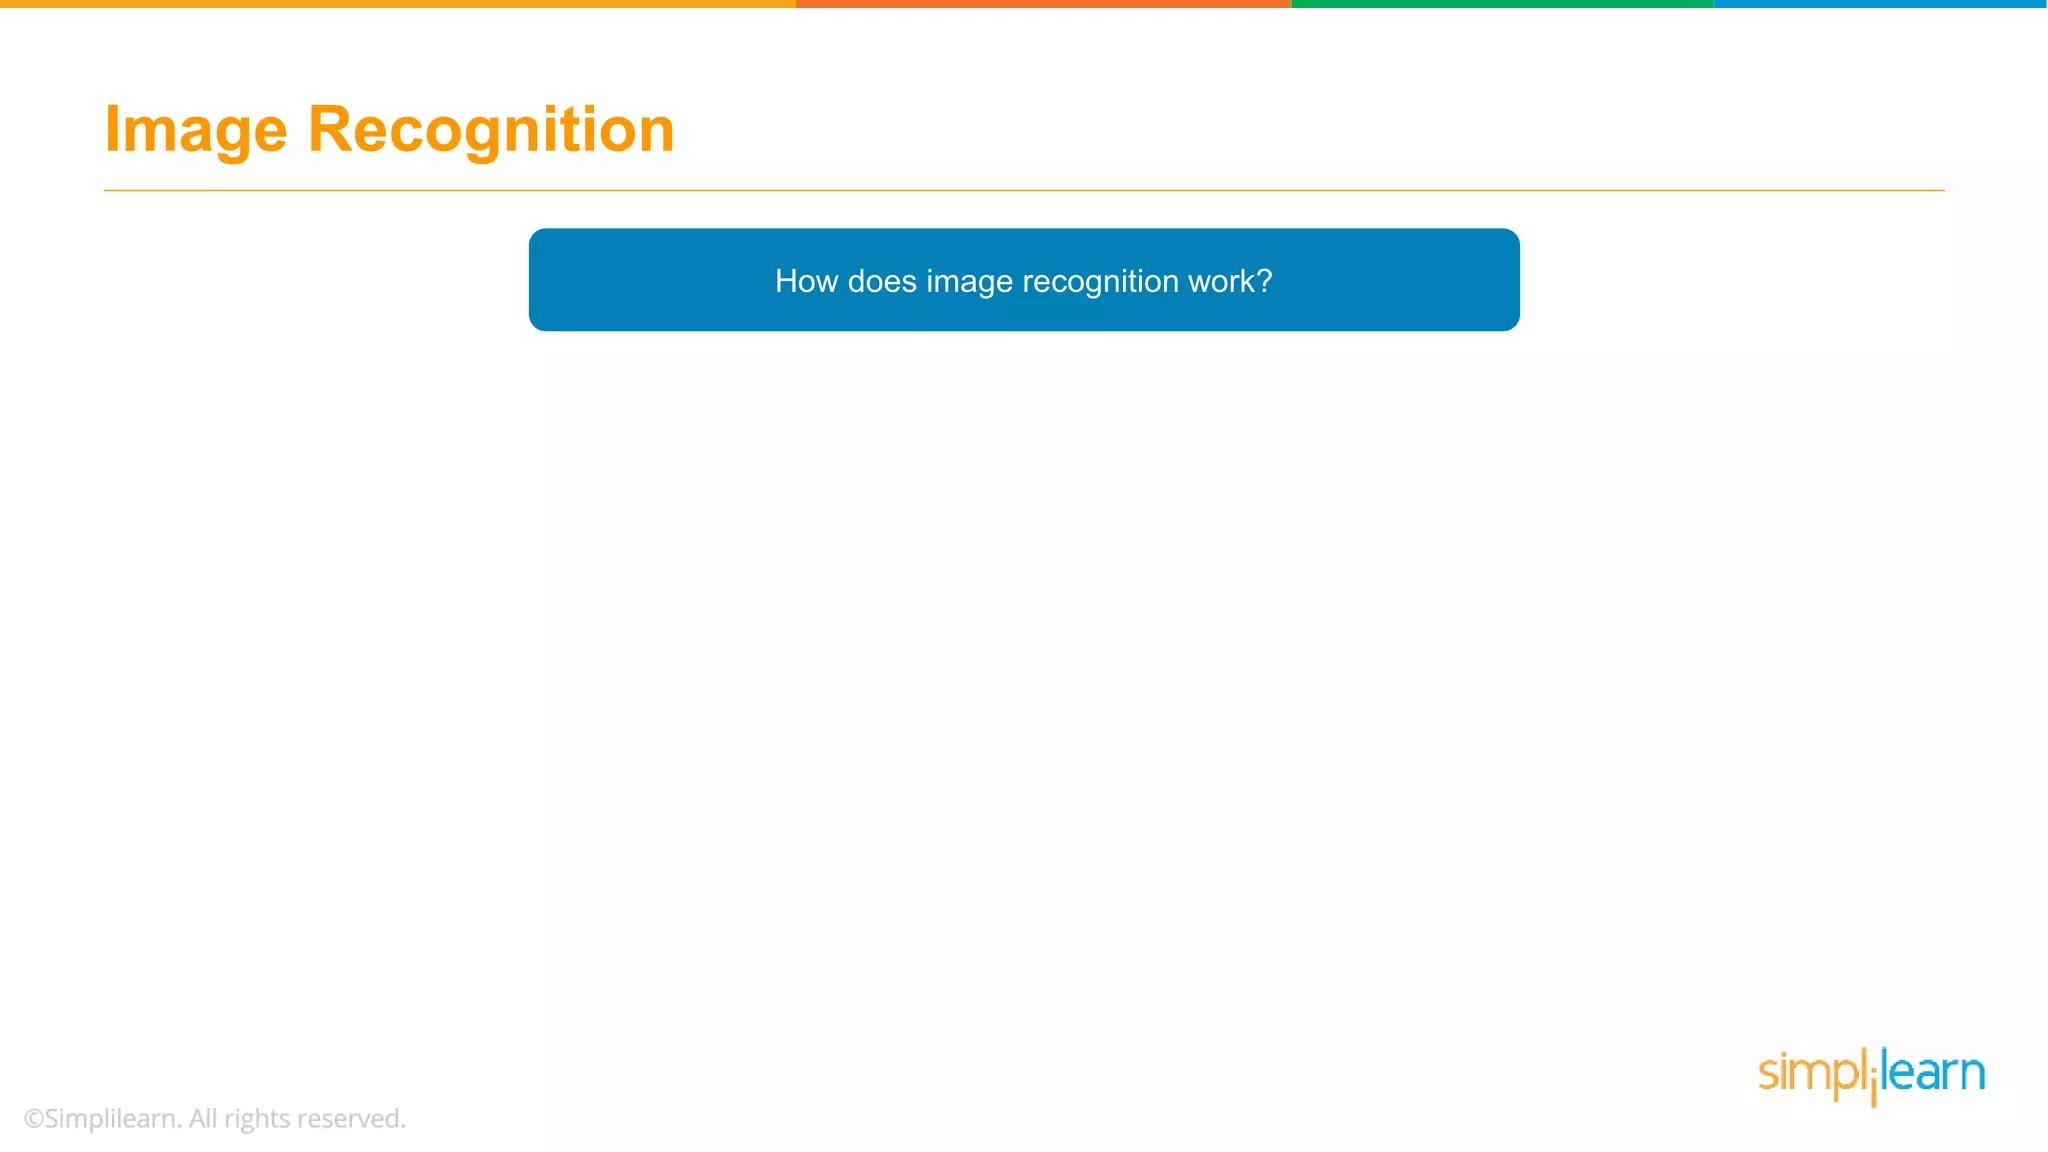 Image Recognition
How does image recognition work?
simplilearn
©Simplilearn. All rights reserved.